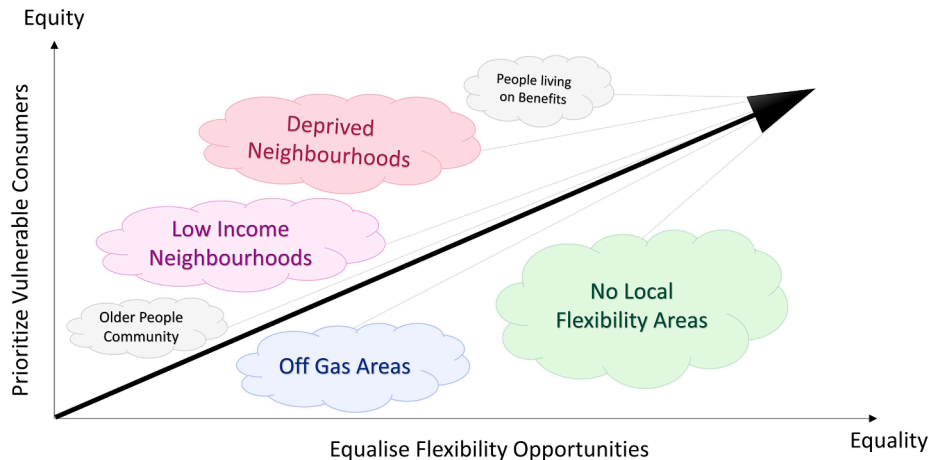 Equity
Prioritize Vulnerable Consumers
People living
on Benefits
Deprived
Neighbourhoods
Low Income
Neighbourhoods
Older People
Community
Off Gas Areas
No Local
Flexibility Areas
Equalise Flexibility Opportunities
Equality